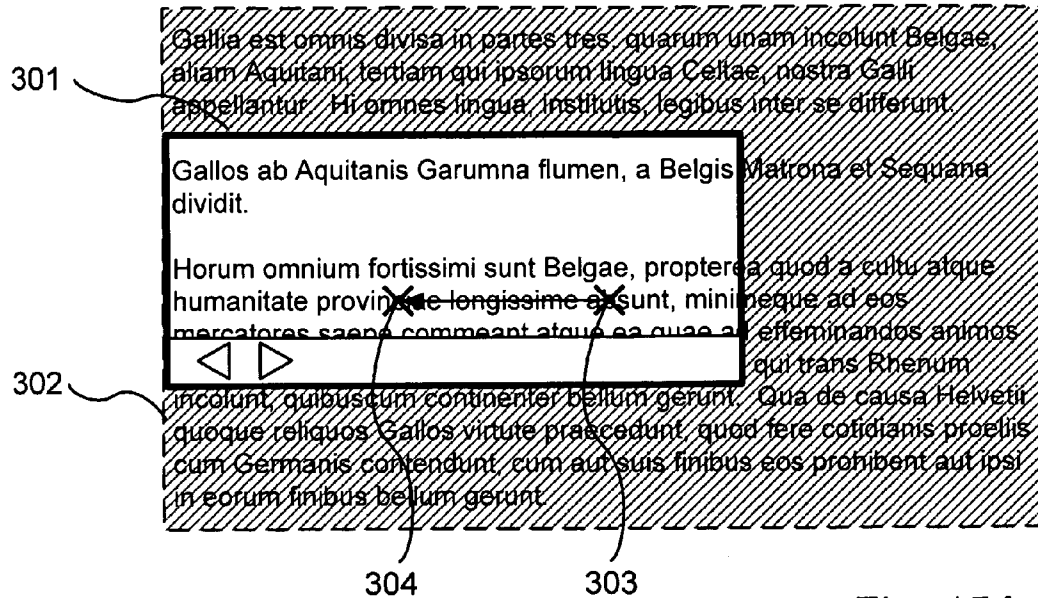 Gallia est omnis divisa in partes tres, quarum unam incolunt Belgae,
aliam Aquitani, tertiam qui ipsorum lingua Celtae, nostra Galli
appellantur. Hi omnes lingua, institutis, legibus inter se differunt.
301
Gallos ab Aquitanis Garumna flumen, a Belgis Matrona et Sequana
dividit.
Horum omnium fortissimi sunt Belgae, propterea quod a cultu atque
humanitate provinciae longissime absunt, minimeque ad eos
mercatores saepe commeant atque ea quae ad effeminandos animos
qui trans Rhenum
302
incolunt, quibuscum continenter bellum gerunt. Qua de causa Helvetii
quoque reliquos Gallos virtute praecedunt, quod fere cotidianis proeliis
cum Germanis contendunt, cum aut suis finibus eos prohibent aut ipsi
in eorum finibus bellum gerunt.
304 303